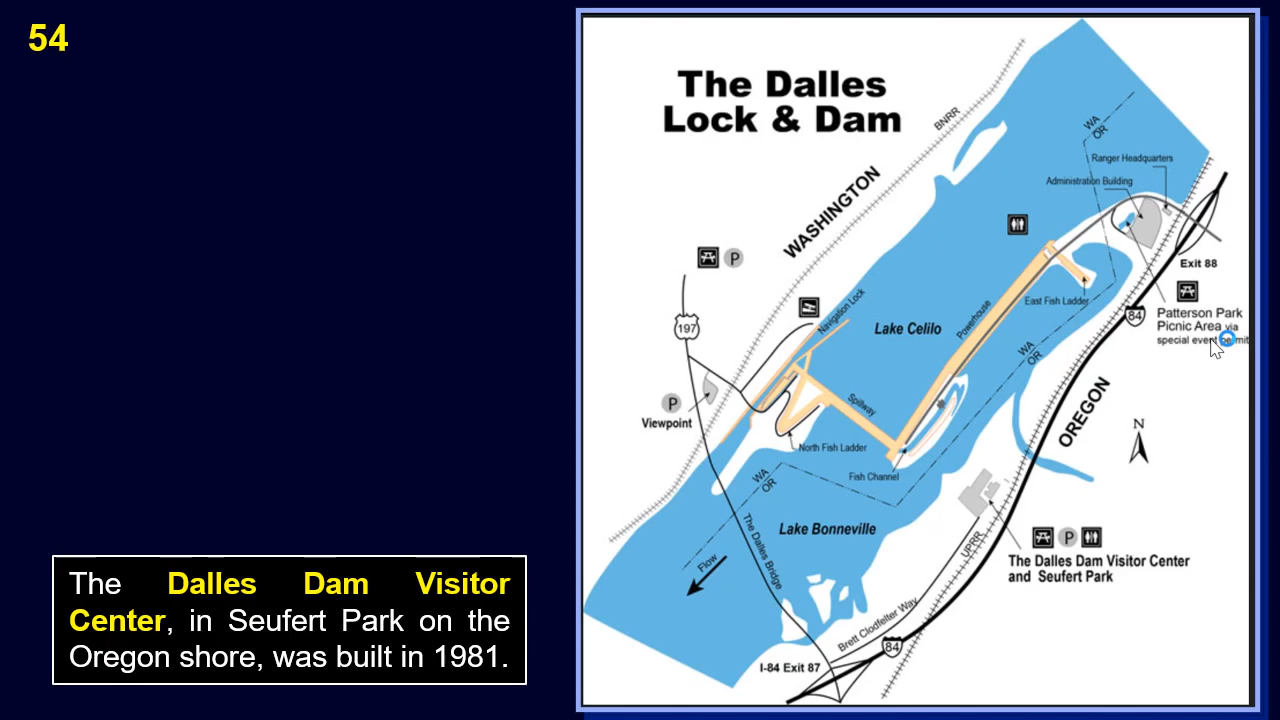 54
The Dalles
Lock & Dam
BNRR
WASHINGTON
WA
OR
Ranger Headquarters
Administration Building
P
Exit 88
197
Navigation Lock
Lake Celilo
Powerhouse
East Fish Ladder
84
Patterson Park
Picnic Area via
special event permit
WA
OR
P
Viewpoint
Spillway
OREGON
N
North Fish Ladder
Fish Channel
WA
OR
Lake Bonneville
The Dalles Bridge
Flow
UPRR
P
The Dalles Dam Visitor Center
and Seufert Park
Brett Clodfelter Way
84
I-84 Exit 87
The Dalles Dam Visitor
Center, in Seufert Park on the
Oregon shore, was built in 1981.